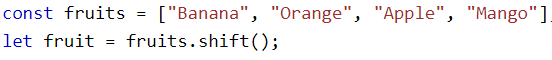 const fruits = ["Banana", "Orange", "Apple", "Mango"];
let fruit = fruits.shift();